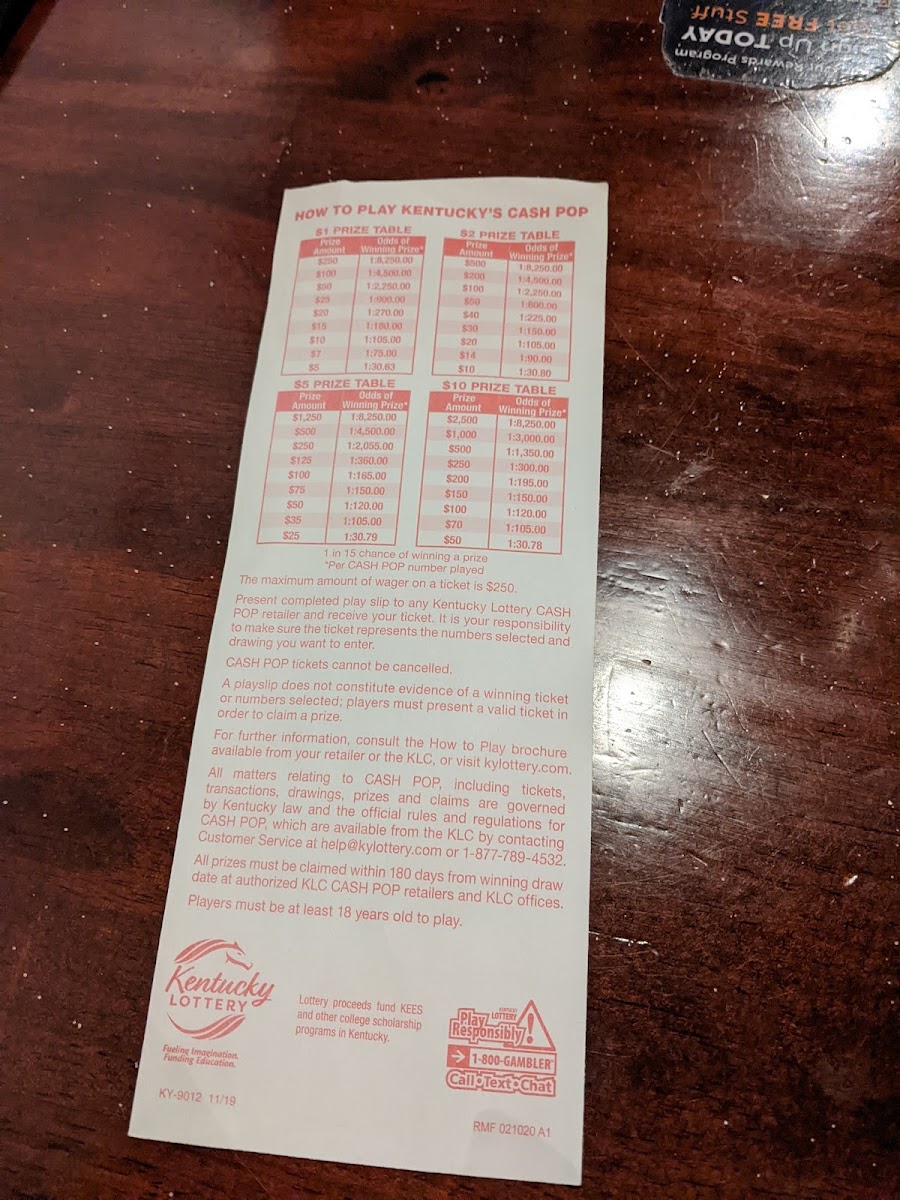 et FREE Stuff
Up TODAY
Rewards Program
HOW TO PLAY KENTUCKY'S CASH POP
$1 PRIZE TABLE
Prize Amount Odds of Winning Prize*
$250 1:8,250.00
$100 1:4,500.00
$50 1:2,250.00
$25 1:900.00
$20 1:270.00
$15 1:180.00
$10 1:105.00
$7 1:75.00
$5 1:30.63
$2 PRIZE TABLE
Prize Amount Odds of Winning Prize*
$500 1:8,250.00
$200 1:4,500.00
$100 1:2,250.00
$50 1:600.00
$40 1:225.00
$30 1:150.00
$20 1:105.00
$14 1:90.00
$10 1:30.80
$5 PRIZE TABLE
Prize Amount Odds of Winning Prize*
$1,250 1:8,250.00
$500 1:4,500.00
$250 1:2,055.00
$125 1:360.00
$100 1:165.00
$75 1:150.00
$50 1:120.00
$35 1:105.00
$25 1:30.79
$10 PRIZE TABLE
Prize Amount Odds of Winning Prize*
$2,500 1:8,250.00
$1,000 1:3,000.00
$500 1:1,350.00
$250 1:300.00
$200 1:195.00
$150 1:150.00
$100 1:120.00
$70 1:105.00
$50 1:30.78
1 in 15 chance of winning a prize
*Per CASH POP number played
The maximum amount of wager on a ticket is $250.
Present completed play slip to any Kentucky Lottery CASH
POP retailer and receive your ticket. It is your responsibility
to make sure the ticket represents the numbers selected and
drawing you want to enter.
CASH POP tickets cannot be cancelled.
A playslip does not constitute evidence of a winning ticket
or numbers selected; players must present a valid ticket in
order to claim a prize.
For further information, consult the How to Play brochure
available from your retailer or the KLC, or visit kylottery.com.
All matters relating to CASH POP, including tickets,
transactions, drawings, prizes and claims are governed
by Kentucky law and the official rules and regulations for
CASH POP, which are available from the KLC by contacting
Customer Service at help@kylottery.com or 1-877-789-4532.
All prizes must be claimed within 180 days from winning draw
date at authorized KLC CASH POP retailers and KLC offices.
Players must be at least 18 years old to play.
Kentucky
LOTTERY
Fueling Imagination.
Funding Education.
Lottery proceeds fund KEES
and other college scholarship
programs in Kentucky.
KENTUCKY
LOTTERY
Play
Responsibly!
1-800-GAMBLER
Call•Text•Chat
KY-9012 11/19
RMF 021020 A1